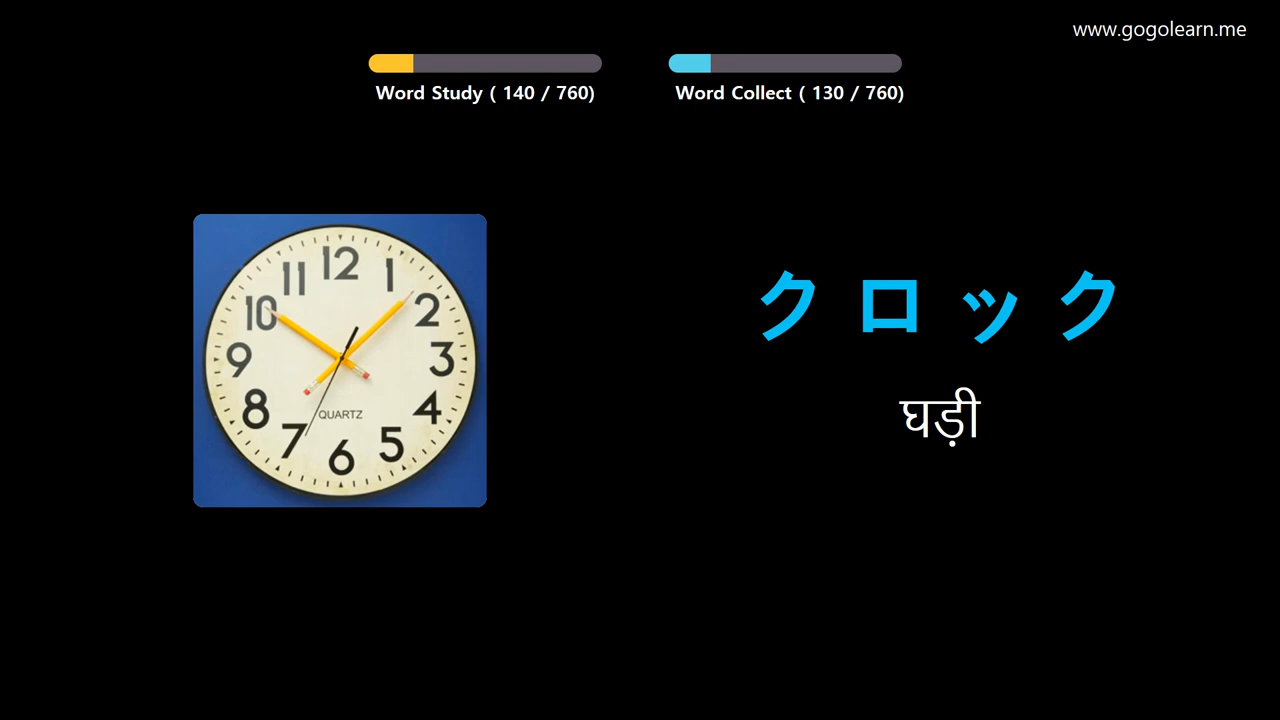 www.gogolearn.me
Word Study ( 140 / 760)
Word Collect ( 130 / 760)
12
11
1
10
2
9
3
8
4
QUARTZ
7
5
6
クロック
घड़ी